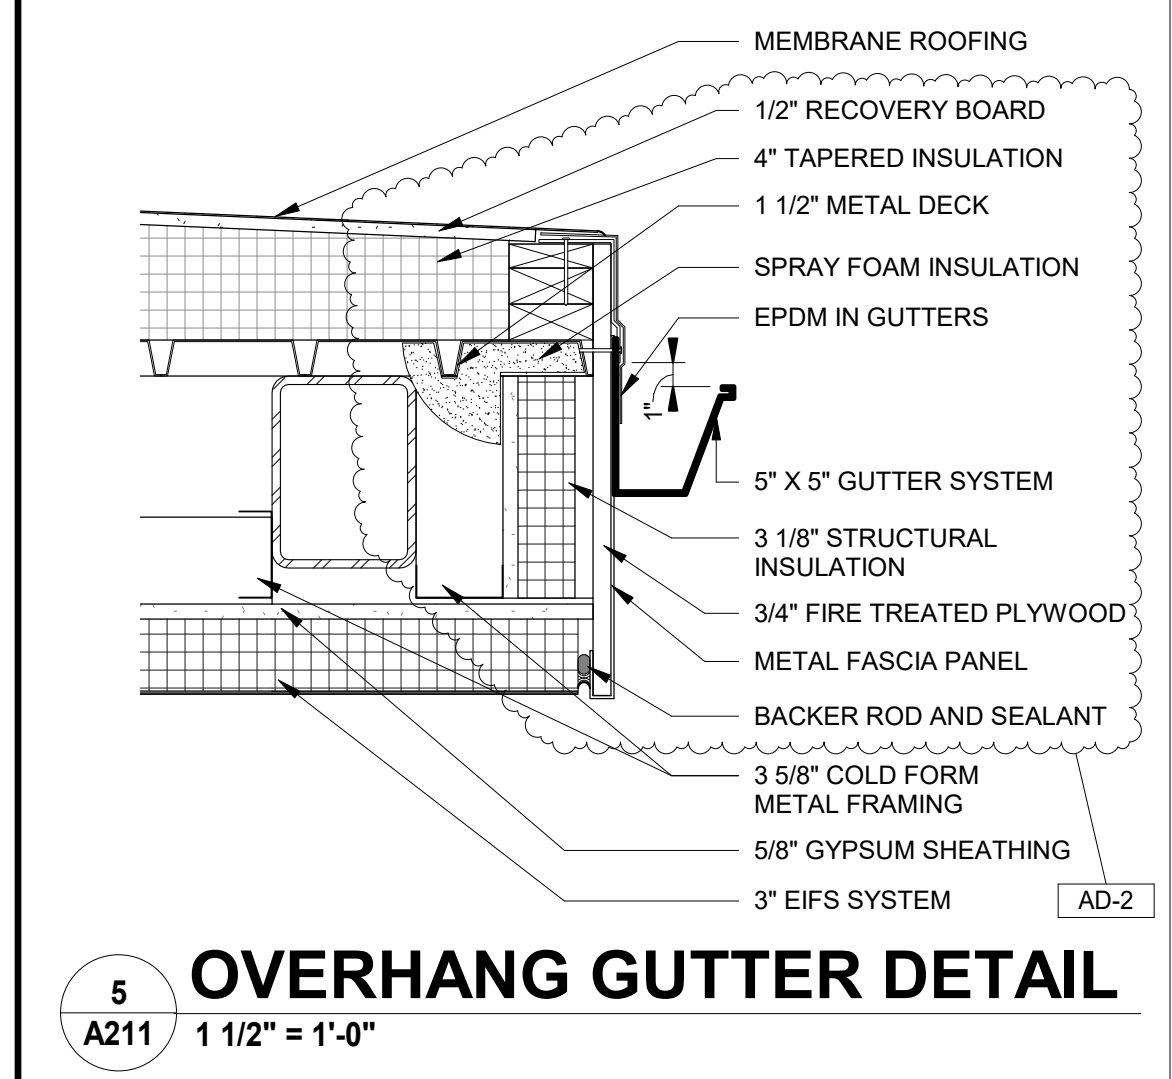 MEMBRANE ROOFING
1/2" RECOVERY BOARD
4" TAPERED INSULATION
1 1/2" METAL DECK
SPRAY FOAM INSULATION
EPDM IN GUTTERS
1"
5" X 5" GUTTER SYSTEM
3 1/8" STRUCTURAL
INSULATION
3/4" FIRE TREATED PLYWOOD
METAL FASCIA PANEL
BACKER ROD AND SEALANT
3 5/8" COLD FORM
METAL FRAMING
5/8" GYPSUM SHEATHING
3" EIFS SYSTEM
AD-2
5
A211
OVERHANG GUTTER DETAIL
1 1/2" = 1'-0"